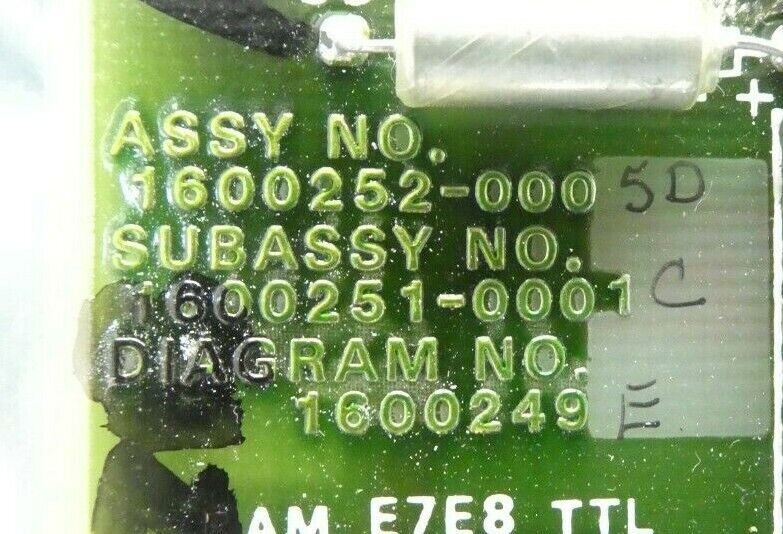 ASSY NO.
1600252-000 5D
SUBASSY NO.
1600251-0001 C
DIAGRAM NO.
1600249 E
AM E7E8 TTL